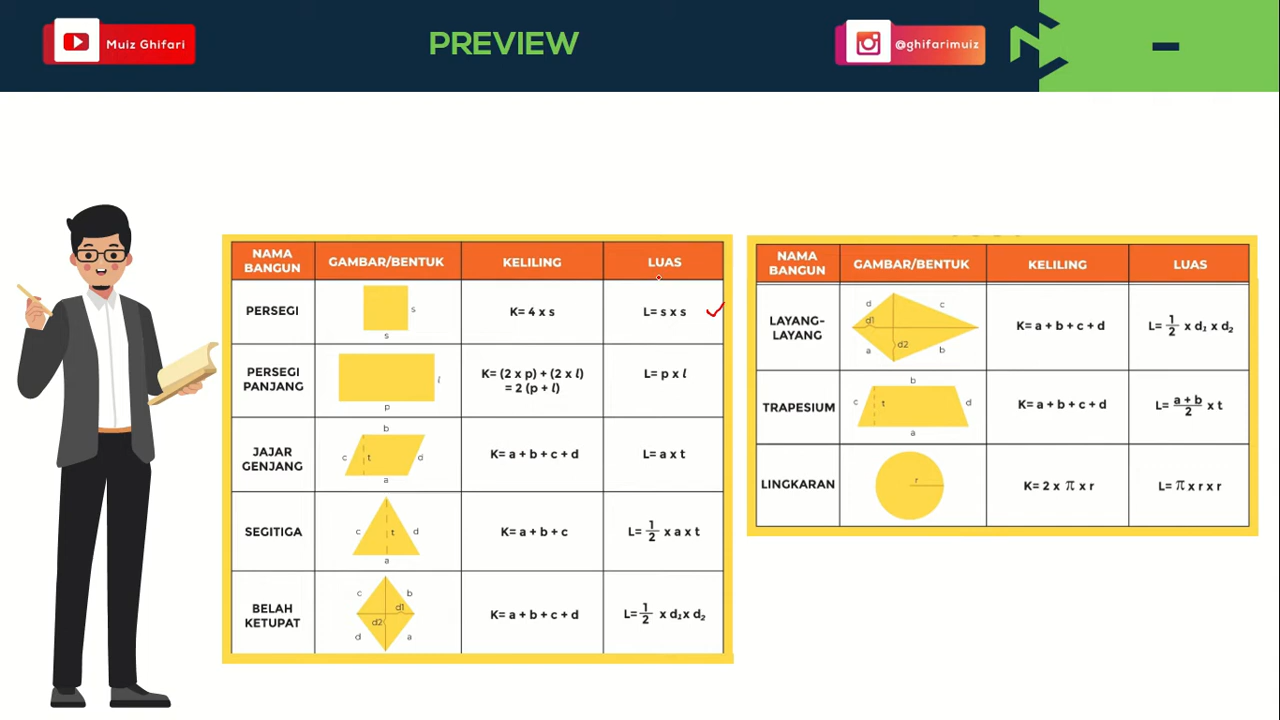 Muiz Ghifari
PREVIEW
@ghifarimuiz
NAMA BANGUN
GAMBAR/BENTUK
KELILING
LUAS
PERSEGI
s
s
K= 4 x s
L= s x s
PERSEGI PANJANG
l
p
K= (2 x p) + (2 x l)
= 2 (p + l)
L= p x l
JAJAR GENJANG
b
c
t
d
a
K= a + b + c + d
L= a x t
SEGITIGA
c
t
d
a
K= a + b + c
L= 1/2 x a x t
BELAH KETUPAT
c
b
d1
d2
d
a
K= a + b + c + d
L= 1/2 x d₁x d₂
NAMA BANGUN
GAMBAR/BENTUK
KELILING
LUAS
LAYANG-
LAYANG
d
c
d1
d2
a
b
K= a + b + c + d
L= 1/2 x d₁ x d₂
TRAPESIUM
b
c
t
d
a
K= a + b + c + d
L= a + b/2 x t
LINGKARAN
r
K= 2 x π x r
L= π x r x r